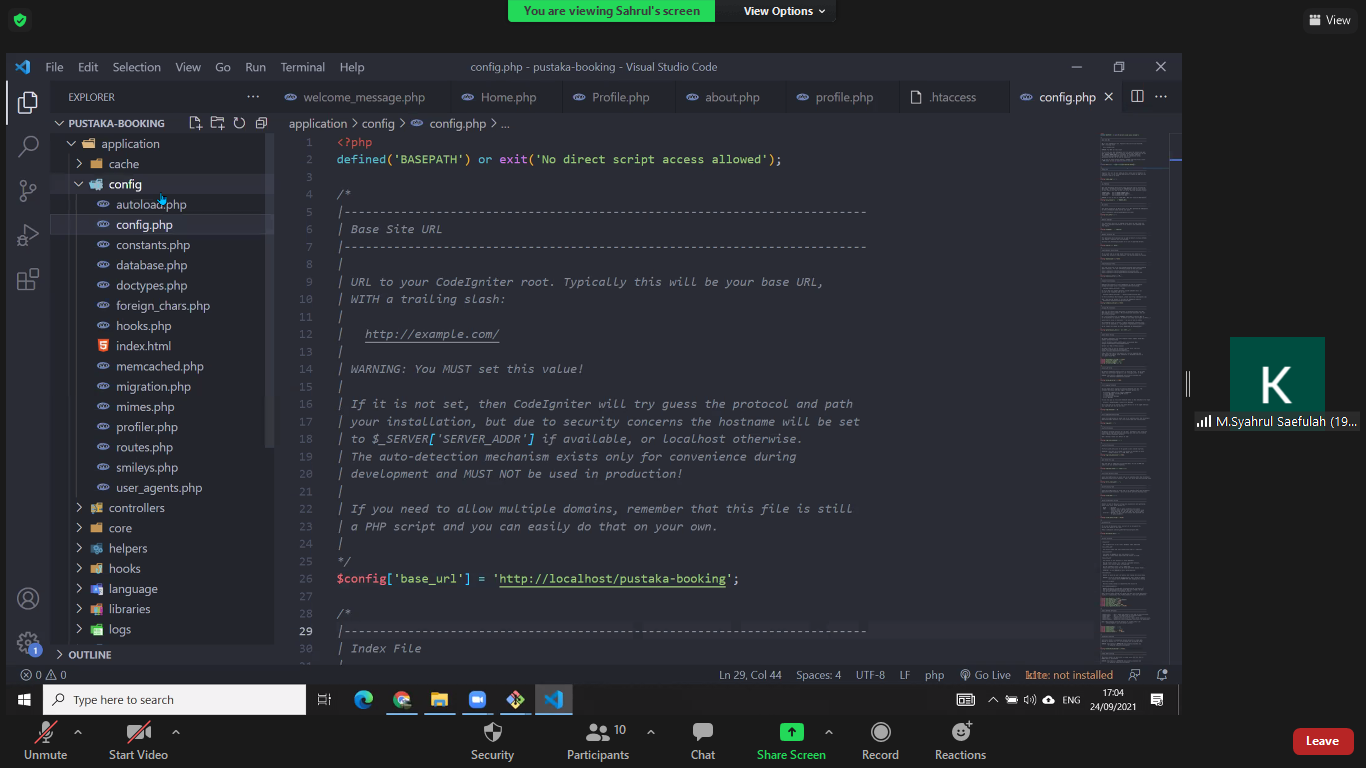 You are viewing Sahrul's screen
View Options
View
File Edit Selection View Go Run Terminal Help
config.php - pustaka-booking - Visual Studio Code
EXPLORER
welcome_message.php
Home.php
Profile.php
about.php
profile.php
.htaccess
config.php
PUSTAKA-BOOKING
application
cache
config
autoload.php
config.php
constants.php
database.php
doctypes.php
foreign_chars.php
hooks.php
index.html
memcached.php
migration.php
mimes.php
profiler.php
routes.php
smileys.php
user_agents.php
controllers
core
helpers
hooks
language
libraries
logs
OUTLINE
application > config > config.php > ...
1 <?php
2 defined('BASEPATH') or exit('No direct script access allowed');
3
4 /*
5 |--------------------------------------------------------------------------
6 | Base Site URL
7 |--------------------------------------------------------------------------
8 |
9 | URL to your CodeIgniter root. Typically this will be your base URL,
10 | WITH a trailing slash:
11 |
12 | http://example.com/
13 |
14 | WARNING: You MUST set this value!
15 |
16 | If it is not set, then CodeIgniter will try guess the protocol and path
17 | your installation, but due to security concerns the hostname will be set
18 | to $_SERVER['SERVER_ADDR'] if available, or localhost otherwise.
19 | The auto-detection mechanism exists only for convenience during
20 | development and MUST NOT be used in production!
21 |
22 | If you need to allow multiple domains, remember that this file is still
23 | a PHP script and you can easily do that on your own.
24 |
25 */
26 $config['base_url'] = 'http://localhost/pustaka-booking';
27
28 /*
29 |--------------------------------------------------------------------------
30 | Index File
0 0
Ln 29, Col 44 Spaces: 4 UTF-8 LF php Go Live kite: not installed
1
Type here to search
ENG
17:04
24/09/2021
K
M.Syahrul Saefulah (19...
Unmute
Start Video
Security
Participants
10
Chat
Share Screen
Record
Reactions
Leave